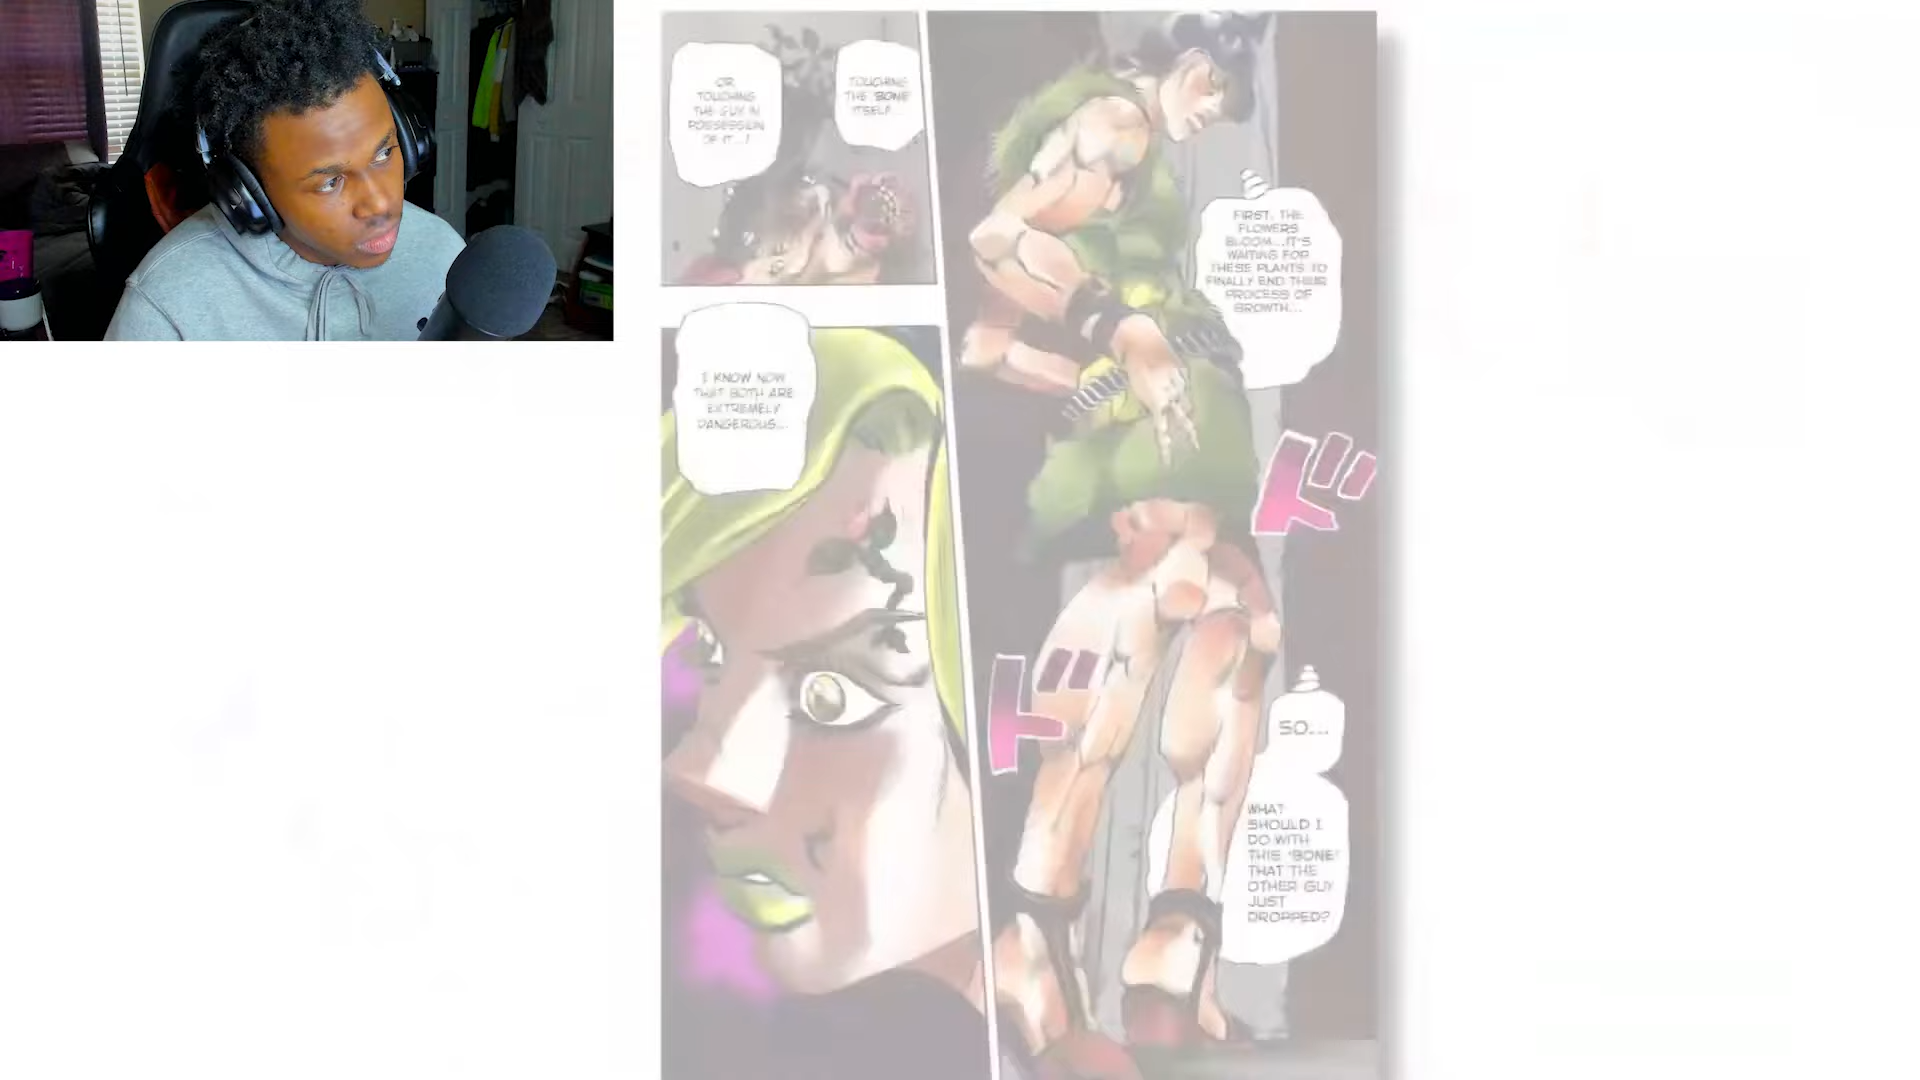 TOUCHING
THE "BONE"
ITSELF...
OR,
TOUCHING
THE GUY IN
POSSESSION
OF IT...!
I KNOW NOW
THAT BOTH ARE
EXTREMELY
DANGEROUS...
FIRST, THE
FLOWERS
BLOOM...IT'S
WAITING FOR
THESE PLANTS TO
FINALLY END THEIR
PROCESS OF
GROWTH...
ド
ド
SO...
WHAT
SHOULD I
DO WITH
THIS "BONE"
THAT THE
OTHER GUY
JUST
DROPPED?